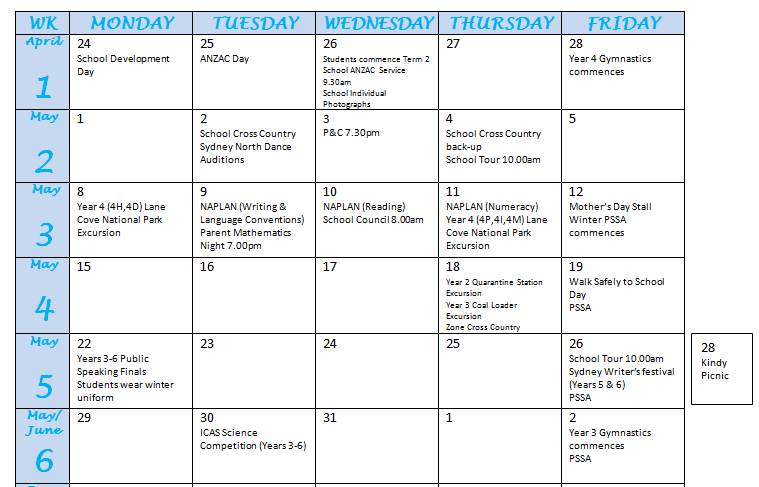 WK MONDAY TUESDAY WEDNESDAY THURSDAY FRIDAY
April
1
24
School Development
Day
25
ANZAC Day
26
Students commence Term 2
School ANZAC Service
9.30am
School Individual
Photographs
27
28
Year 4 Gymnastics
commences
May
2
1
2
School Cross Country
Sydney North Dance
Auditions
3
P&C 7.30pm
4
School Cross Country
back-up
School Tour 10.00am
5
May
3
8
Year 4 (4H,4D) Lane
Cove National Park
Excursion
9
NAPLAN (Writing &
Language Conventions)
Parent Mathematics
Night 7.00pm
10
NAPLAN (Reading)
School Council 8.00am
11
NAPLAN (Numeracy)
Year 4 (4P,4I,4M) Lane
Cove National Park
Excursion
12
Mother's Day Stall
Winter PSSA
commences
May
4
15
16
17
18
Year 2 Quarantine Station
Excursion
Year 3 Coal Loader
Excursion
Zone Cross Country
19
Walk Safely to School
Day
PSSA
May
5
22
Years 3-6 Public
Speaking Finals
Students wear winter
uniform
23
24
25
26
School Tour 10.00am
Sydney Writer's festival
(Years 5 & 6)
PSSA
28
Kindy
Picnic
May/
June
6
29
30
ICAS Science
Competition (Years 3-6)
31
1
2
Year 3 Gymnastics
commences
PSSA